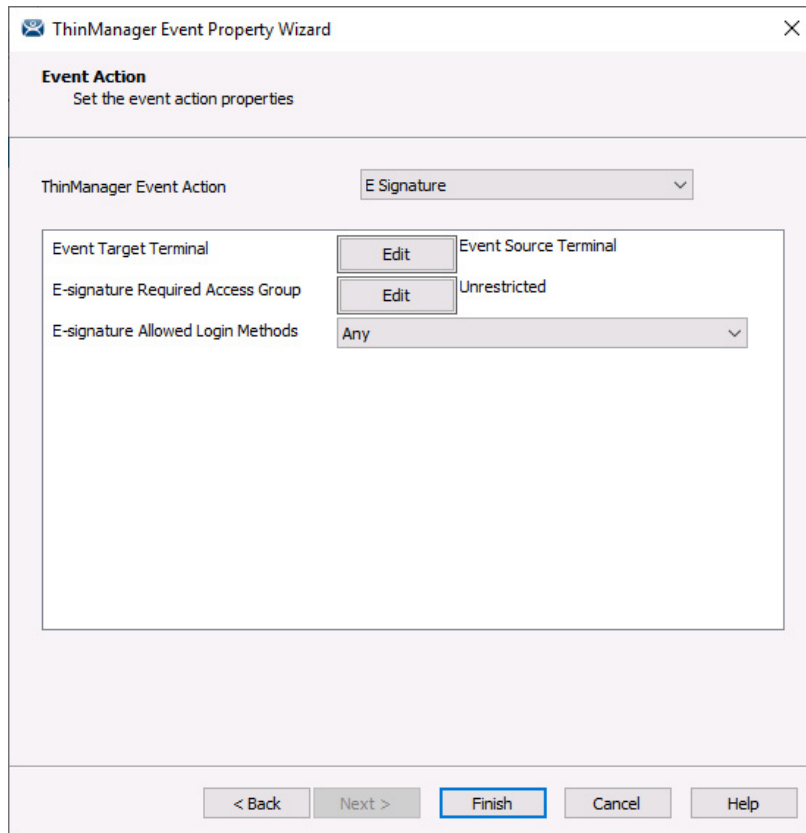 ThinManager Event Property Wizard
Event Action
Set the event action properties
ThinManager Event Action E Signature
Event Target Terminal Edit Event Source Terminal
E-signature Required Access Group Edit Unrestricted
E-signature Allowed Login Methods Any
< Back Next > Finish Cancel Help